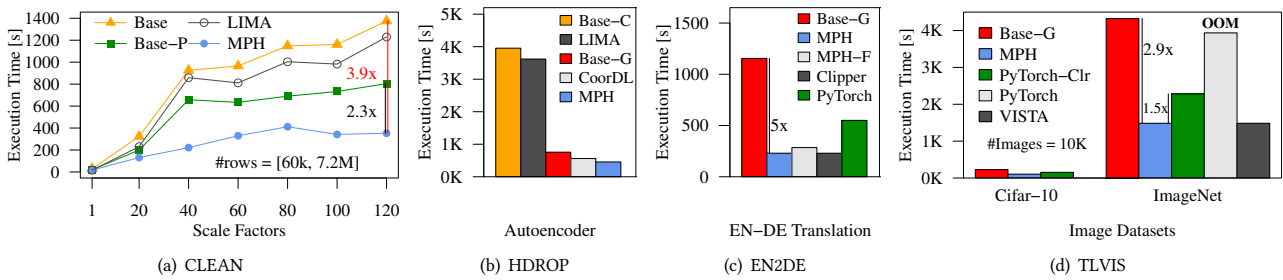 Execution Time [s]
1400
1200
1000
800
600
400
200
0
Base
LIMA
Base−P
MPH
3.9x
2.3x
#rows = [60k, 7.2M]
1 20 40 60 80 100 120
Scale Factors
(a) CLEAN
Execution Time [s]
5K
4K
3K
2K
1K
0K
Base−C
LIMA
Base−G
CoorDL
MPH
Autoencoder
(b) HDROP
Execution Time [s]
1500
1000
500
0
Base−G
MPH
MPH−F
Clipper
PyTorch
5x
EN−DE Translation
(c) EN2DE
Execution Time [s]
4K
3K
2K
1K
0K
Base−G
MPH
PyTorch−Clr
PyTorch
VISTA
#Images = 10K
2.9x
1.5x
OOM
Cifar−10 ImageNet
Image Datasets
(d) TLVIS